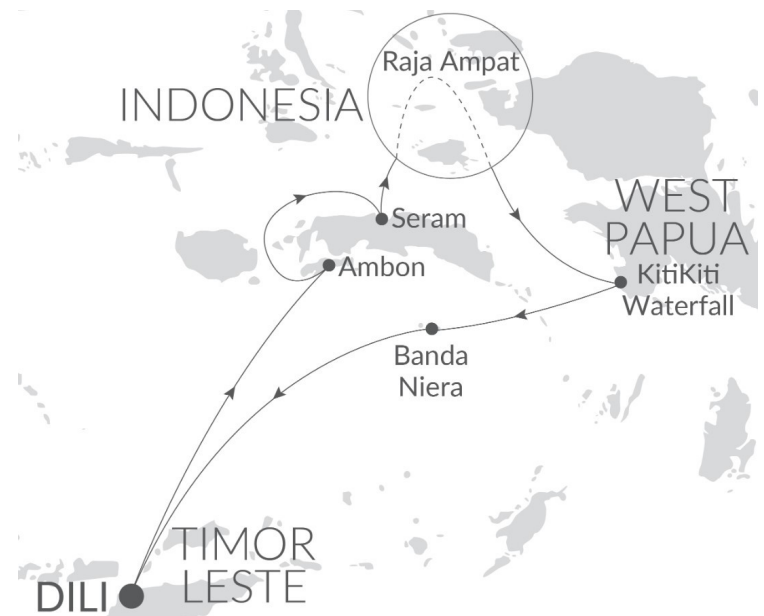 Raja Ampat
INDONESIA
WEST
PAPUA
Seram
Ambon
KitiKiti
Waterfall
Banda
Niera
TIMOR
LESTE
DILI